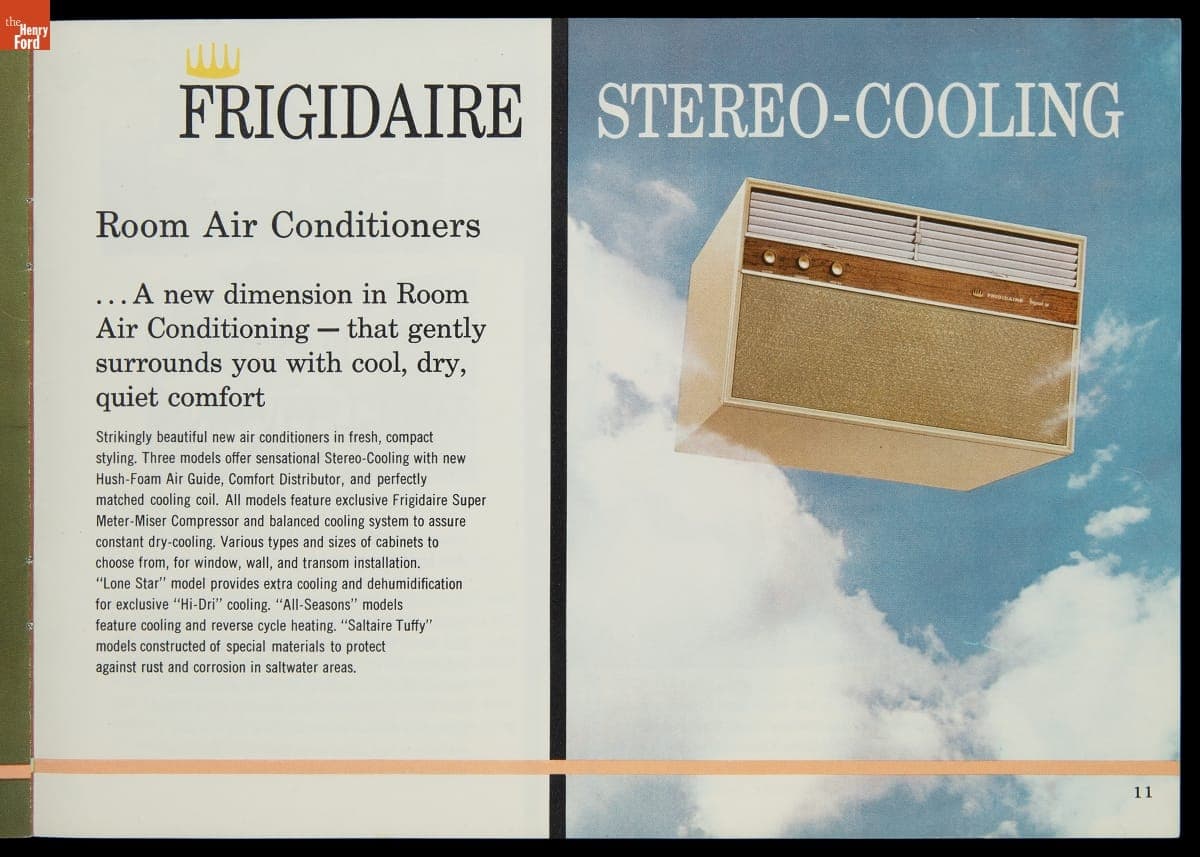 the
Henry
Ford
FRIGIDAIRE
STEREO-COOLING
Room Air Conditioners
...A new dimension in Room
Air Conditioning — that gently
surrounds you with cool, dry,
quiet comfort
Strikingly beautiful new air conditioners in fresh, compact
styling. Three models offer sensational Stereo-Cooling with new
Hush-Foam Air Guide, Comfort Distributor, and perfectly
matched cooling coil. All models feature exclusive Frigidaire Super
Meter-Miser Compressor and balanced cooling system to assure
constant dry-cooling. Various types and sizes of cabinets to
choose from, for window, wall, and transom installation.
“Lone Star” model provides extra cooling and dehumidification
for exclusive “Hi-Dri” cooling. “All-Seasons” models
feature cooling and reverse cycle heating. “Saltaire Tuffy”
models constructed of special materials to protect
against rust and corrosion in saltwater areas.
FRIGIDAIRE
11